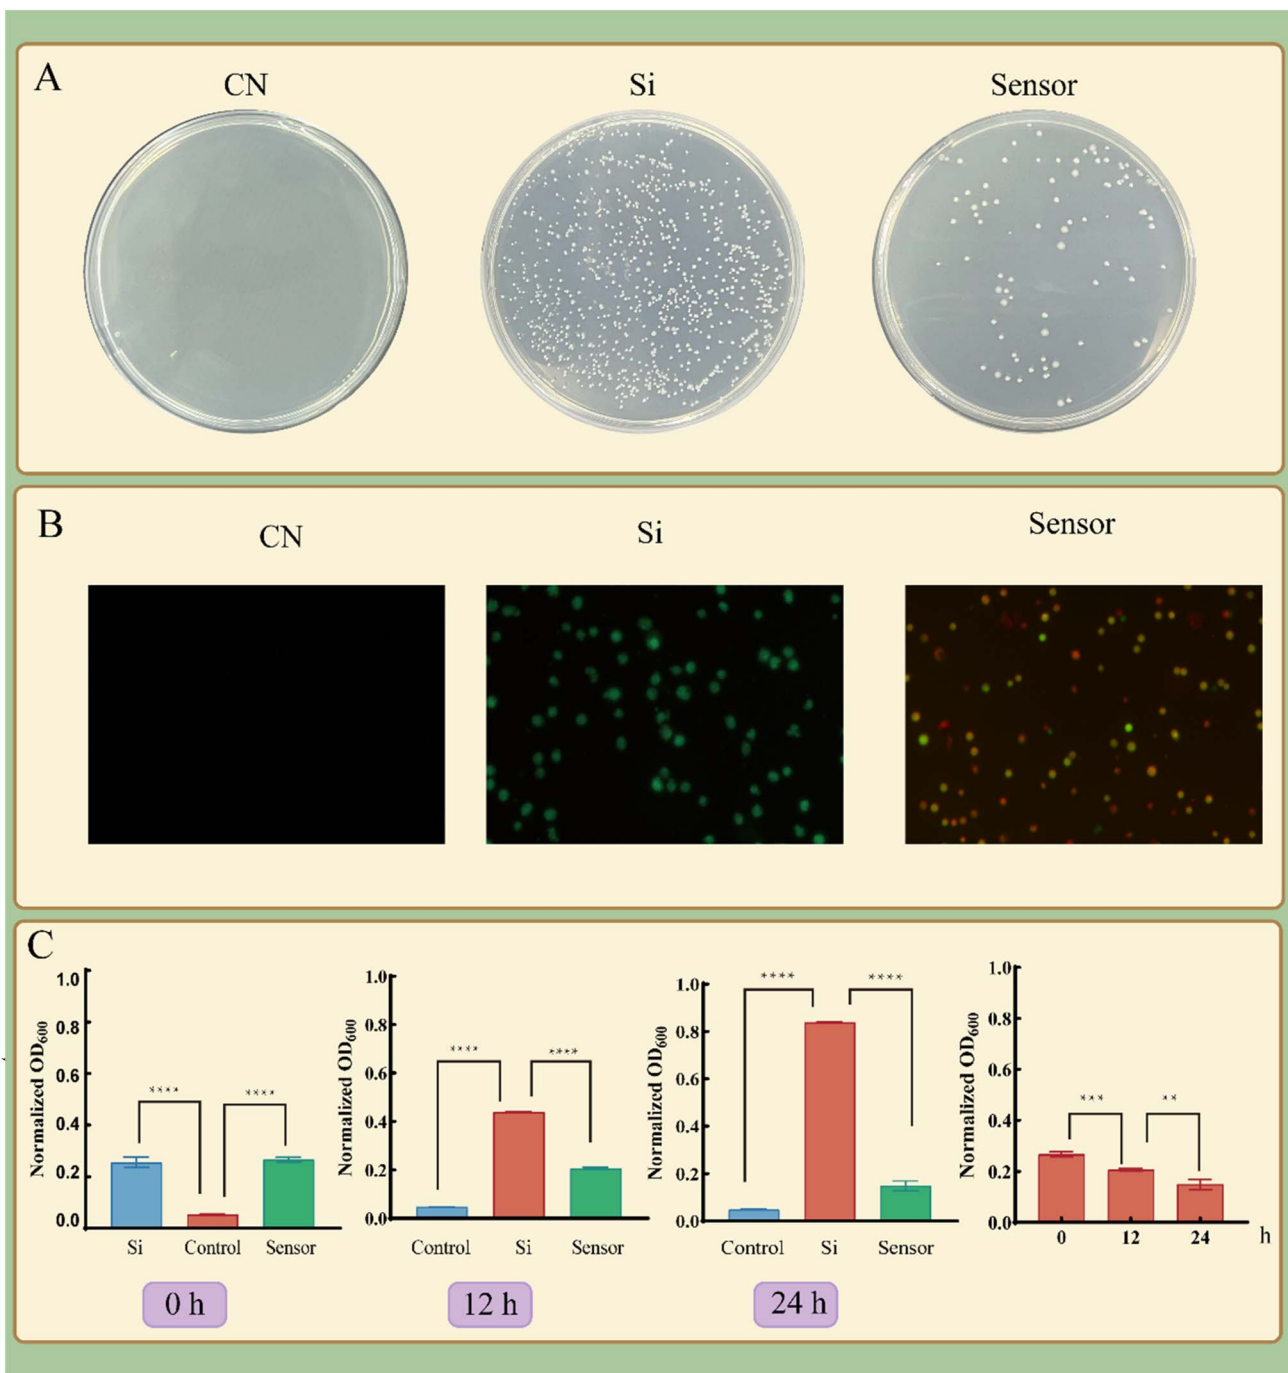 A
CN Si Sensor
B
CN Si Sensor
C
Normalized OD600
1.0
0.8
0.6
0.4
0.2
0.0
**** ****
Si Control Sensor
0 h
Normalized OD600
1.0
0.8
0.6
0.4
0.2
0.0
**** ****
Control Si Sensor
12 h
Normalized OD600
1.0
0.8
0.6
0.4
0.2
0.0
**** ****
Control Si Sensor
24 h
Normalized OD600
1.0
0.8
0.6
0.4
0.2
0.0
*** **
0 12 24 h